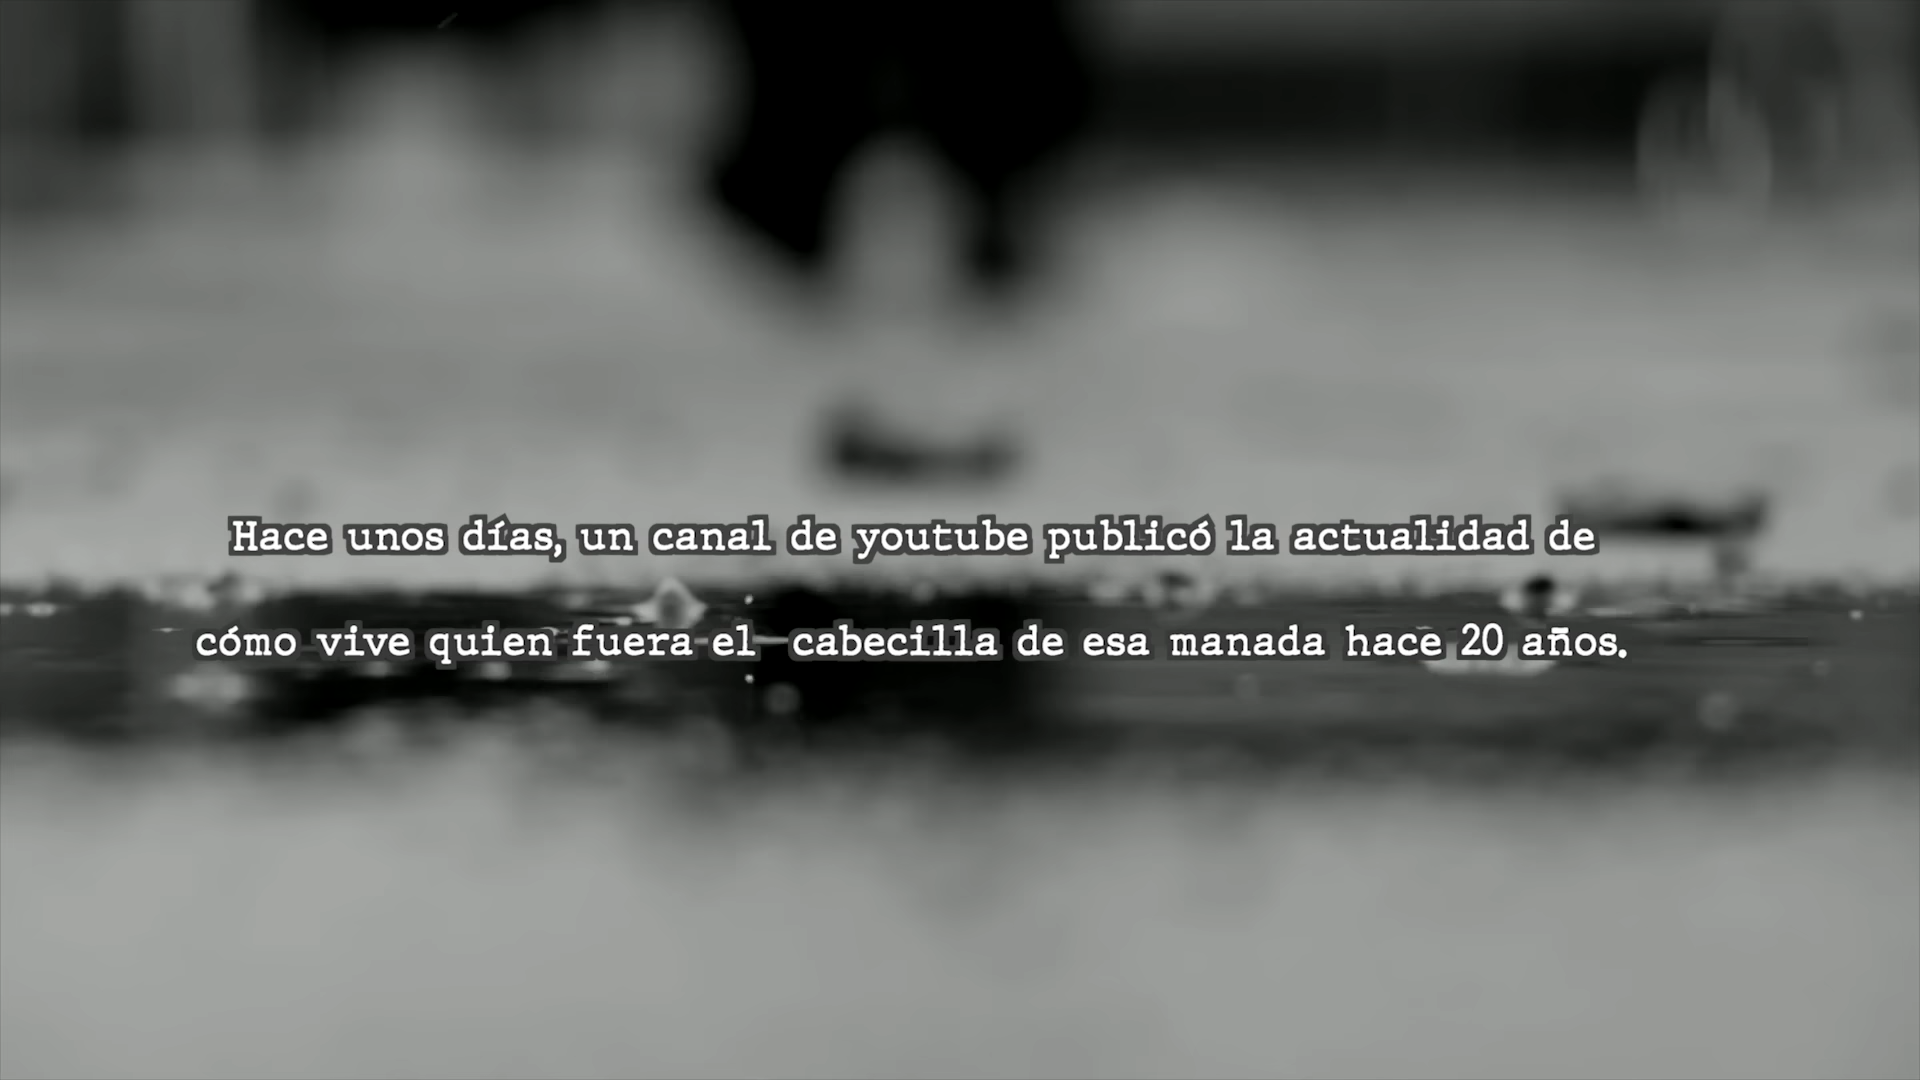 Hace unos días, un canal de youtube publicó la actualidad de
cómo vive quien fuera el cabecilla de esa manada hace 20 años.